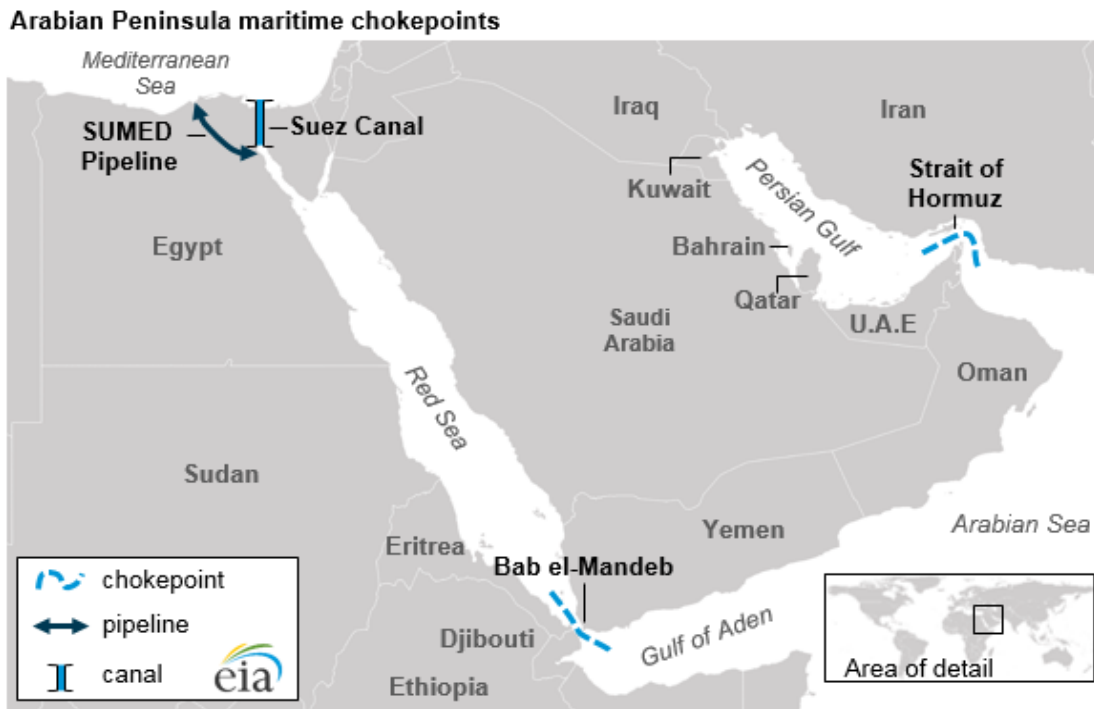 Arabian Peninsula maritime chokepoints
Mediterranean
Sea
SUMED
Pipeline
Suez Canal
Iraq
Iran
Kuwait
Persian Gulf
Strait of
Hormuz
Egypt
Bahrain
Qatar
Saudi
Arabia
U.A.E
Oman
Red Sea
Sudan
Eritrea
Yemen
Arabian Sea
Bab el-Mandeb
Djibouti
Gulf of Aden
Ethiopia
chokepoint
pipeline
canal
eia
Area of detail